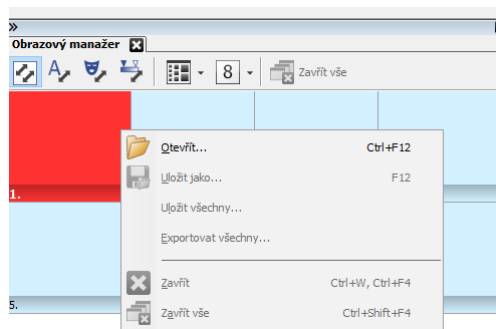 »
Obrazový manažer
8 Zavřít vše
Otevřít... Ctrl+F12
1. Uložit jako... F12
Uložit všechny...
Exportovat všechny...
Zavřít Ctrl+W, Ctrl+F4
5. Zavřít vše Ctrl+Shift+F4